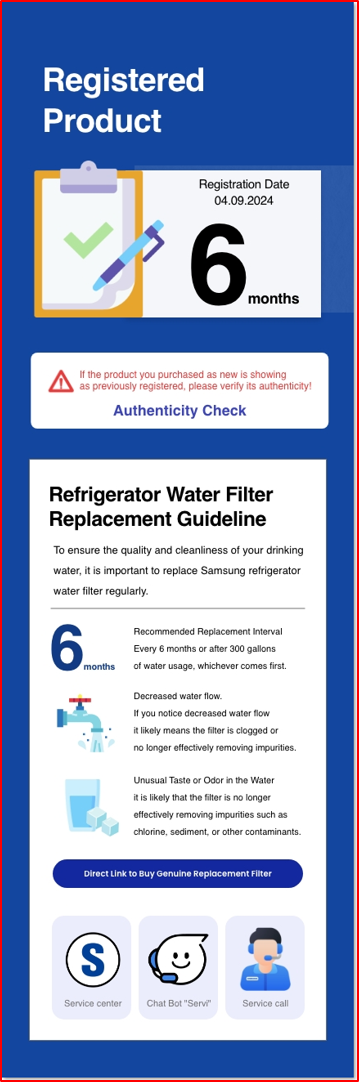 Registered
Product
Registration Date
04.09.2024
6
months
If the product you purchased as new is showing
as previously registered, please verify its authenticity!
Authenticity Check
Refrigerator Water Filter
Replacement Guideline
To ensure the quality and cleanliness of your drinking
water, it is important to replace Samsung refrigerator
water filter regularly.
6
months
Recommended Replacement Interval
Every 6 months or after 300 gallons
of water usage, whichever comes first.
Decreased water flow.
If you notice decreased water flow
it likely means the filter is clogged or
no longer effectively removing impurities.
Unusual Taste or Odor in the Water
it is likely that the filter is no longer
effectively removing impurities such as
chlorine, sediment, or other contaminants.
Direct Link to Buy Genuine Replacement Filter
S
Service center
Chat Bot "Servi"
Service call